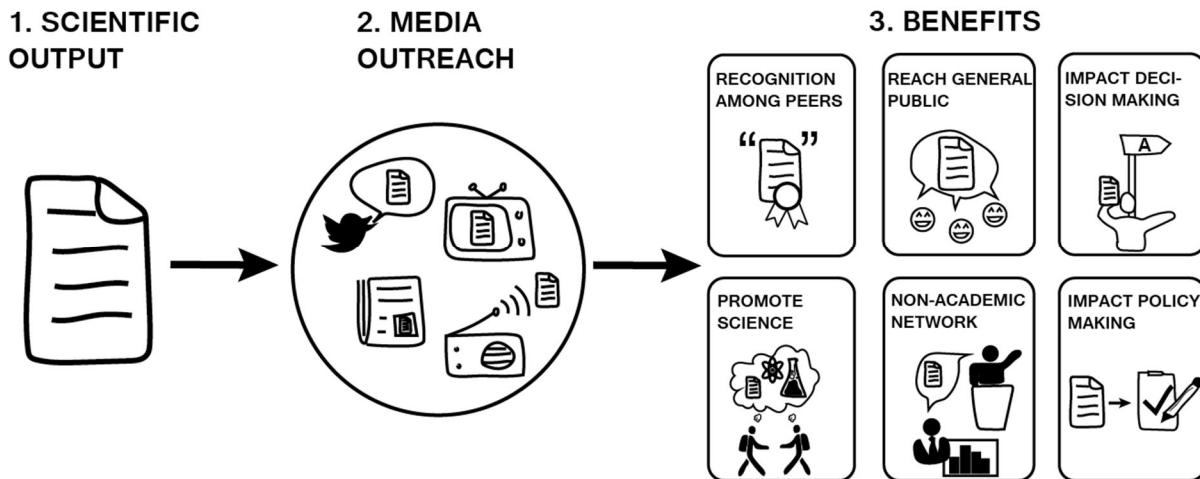 1. SCIENTIFIC
OUTPUT
2. MEDIA
OUTREACH
3. BENEFITS
RECOGNITION
AMONG PEERS
“ ”
REACH GENERAL
PUBLIC
IMPACT DECI-
SION MAKING
A
PROMOTE
SCIENCE
NON-ACADEMIC
NETWORK
IMPACT POLICY
MAKING